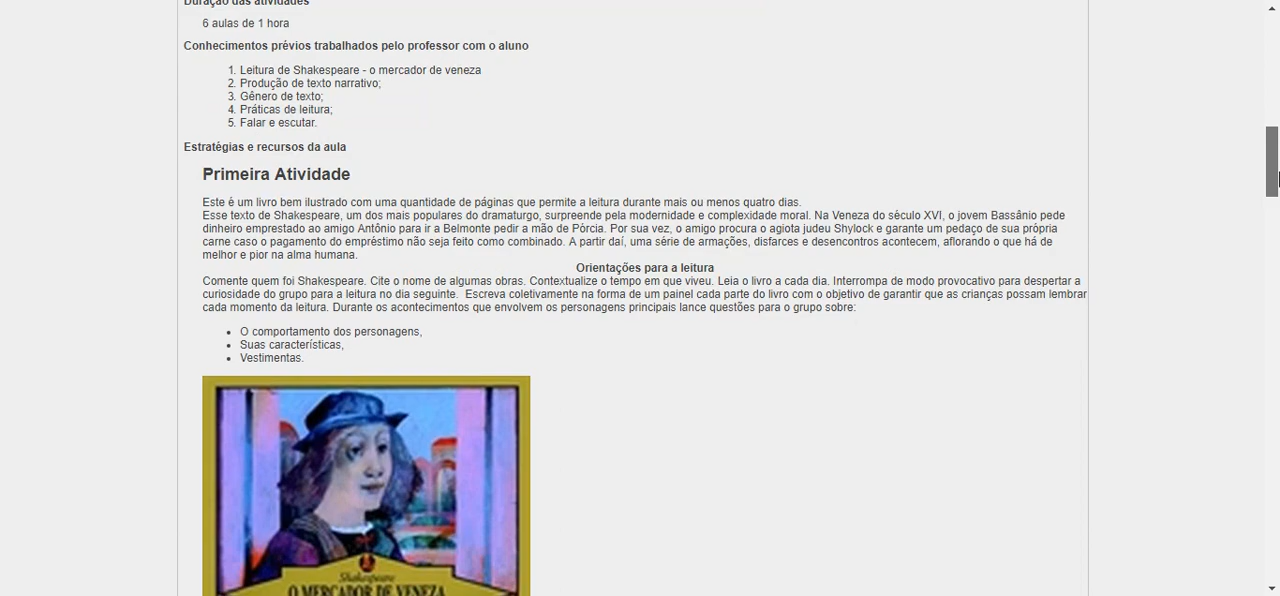 Duração das atividades
6 aulas de 1 hora
Conhecimentos prévios trabalhados pelo professor com o aluno
1. Leitura de Shakespeare - o mercador de veneza
2. Produção de texto narrativo;
3. Gênero de texto;
4. Práticas de leitura;
5. Falar e escutar.
Estratégias e recursos da aula
Primeira Atividade
Este é um livro bem ilustrado com uma quantidade de páginas que permite a leitura durante mais ou menos quatro dias.
Esse texto de Shakespeare, um dos mais populares do dramaturgo, surpreende pela modernidade e complexidade moral. Na Veneza do século XVI, o jovem Bassânio pede
dinheiro emprestado ao amigo Antônio para ir a Belmonte pedir a mão de Pórcia. Por sua vez, o amigo procura o agiota judeu Shylock e garante um pedaço de sua própria
carne caso o pagamento do empréstimo não seja feito como combinado. A partir daí, uma série de armações, disfarces e desencontros acontecem, aflorando o que há de
melhor e pior na alma humana.
Orientações para a leitura
Comente quem foi Shakespeare. Cite o nome de algumas obras. Contextualize o tempo em que viveu. Leia o livro a cada dia. Interrompa de modo provocativo para despertar a
curiosidade do grupo para a leitura no dia seguinte. Escreva coletivamente na forma de um painel cada parte do livro com o objetivo de garantir que as crianças possam lembrar
cada momento da leitura. Durante os acontecimentos que envolvem os personagens principais lance questões para o grupo sobre:
• O comportamento dos personagens,
• Suas características,
• Vestimentas.
Shakespeare
O MERCADOR DE VENEZA